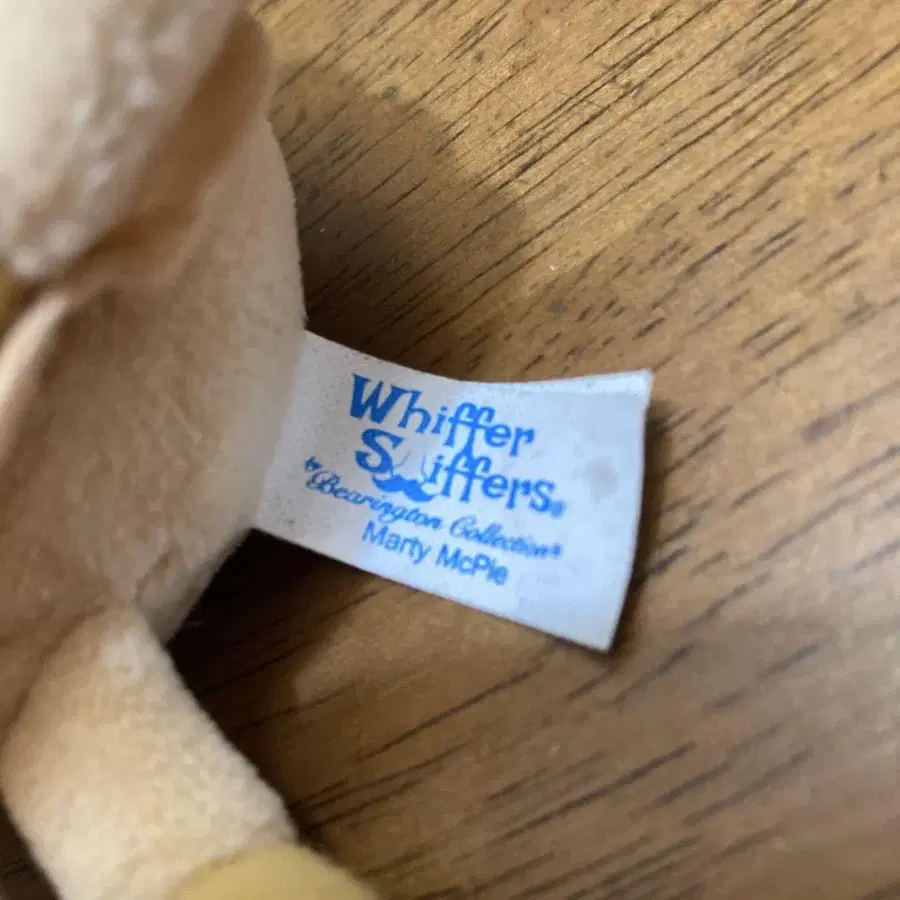 Whiffer
Sniffers®
by Bearington Collection®
Marty McPie